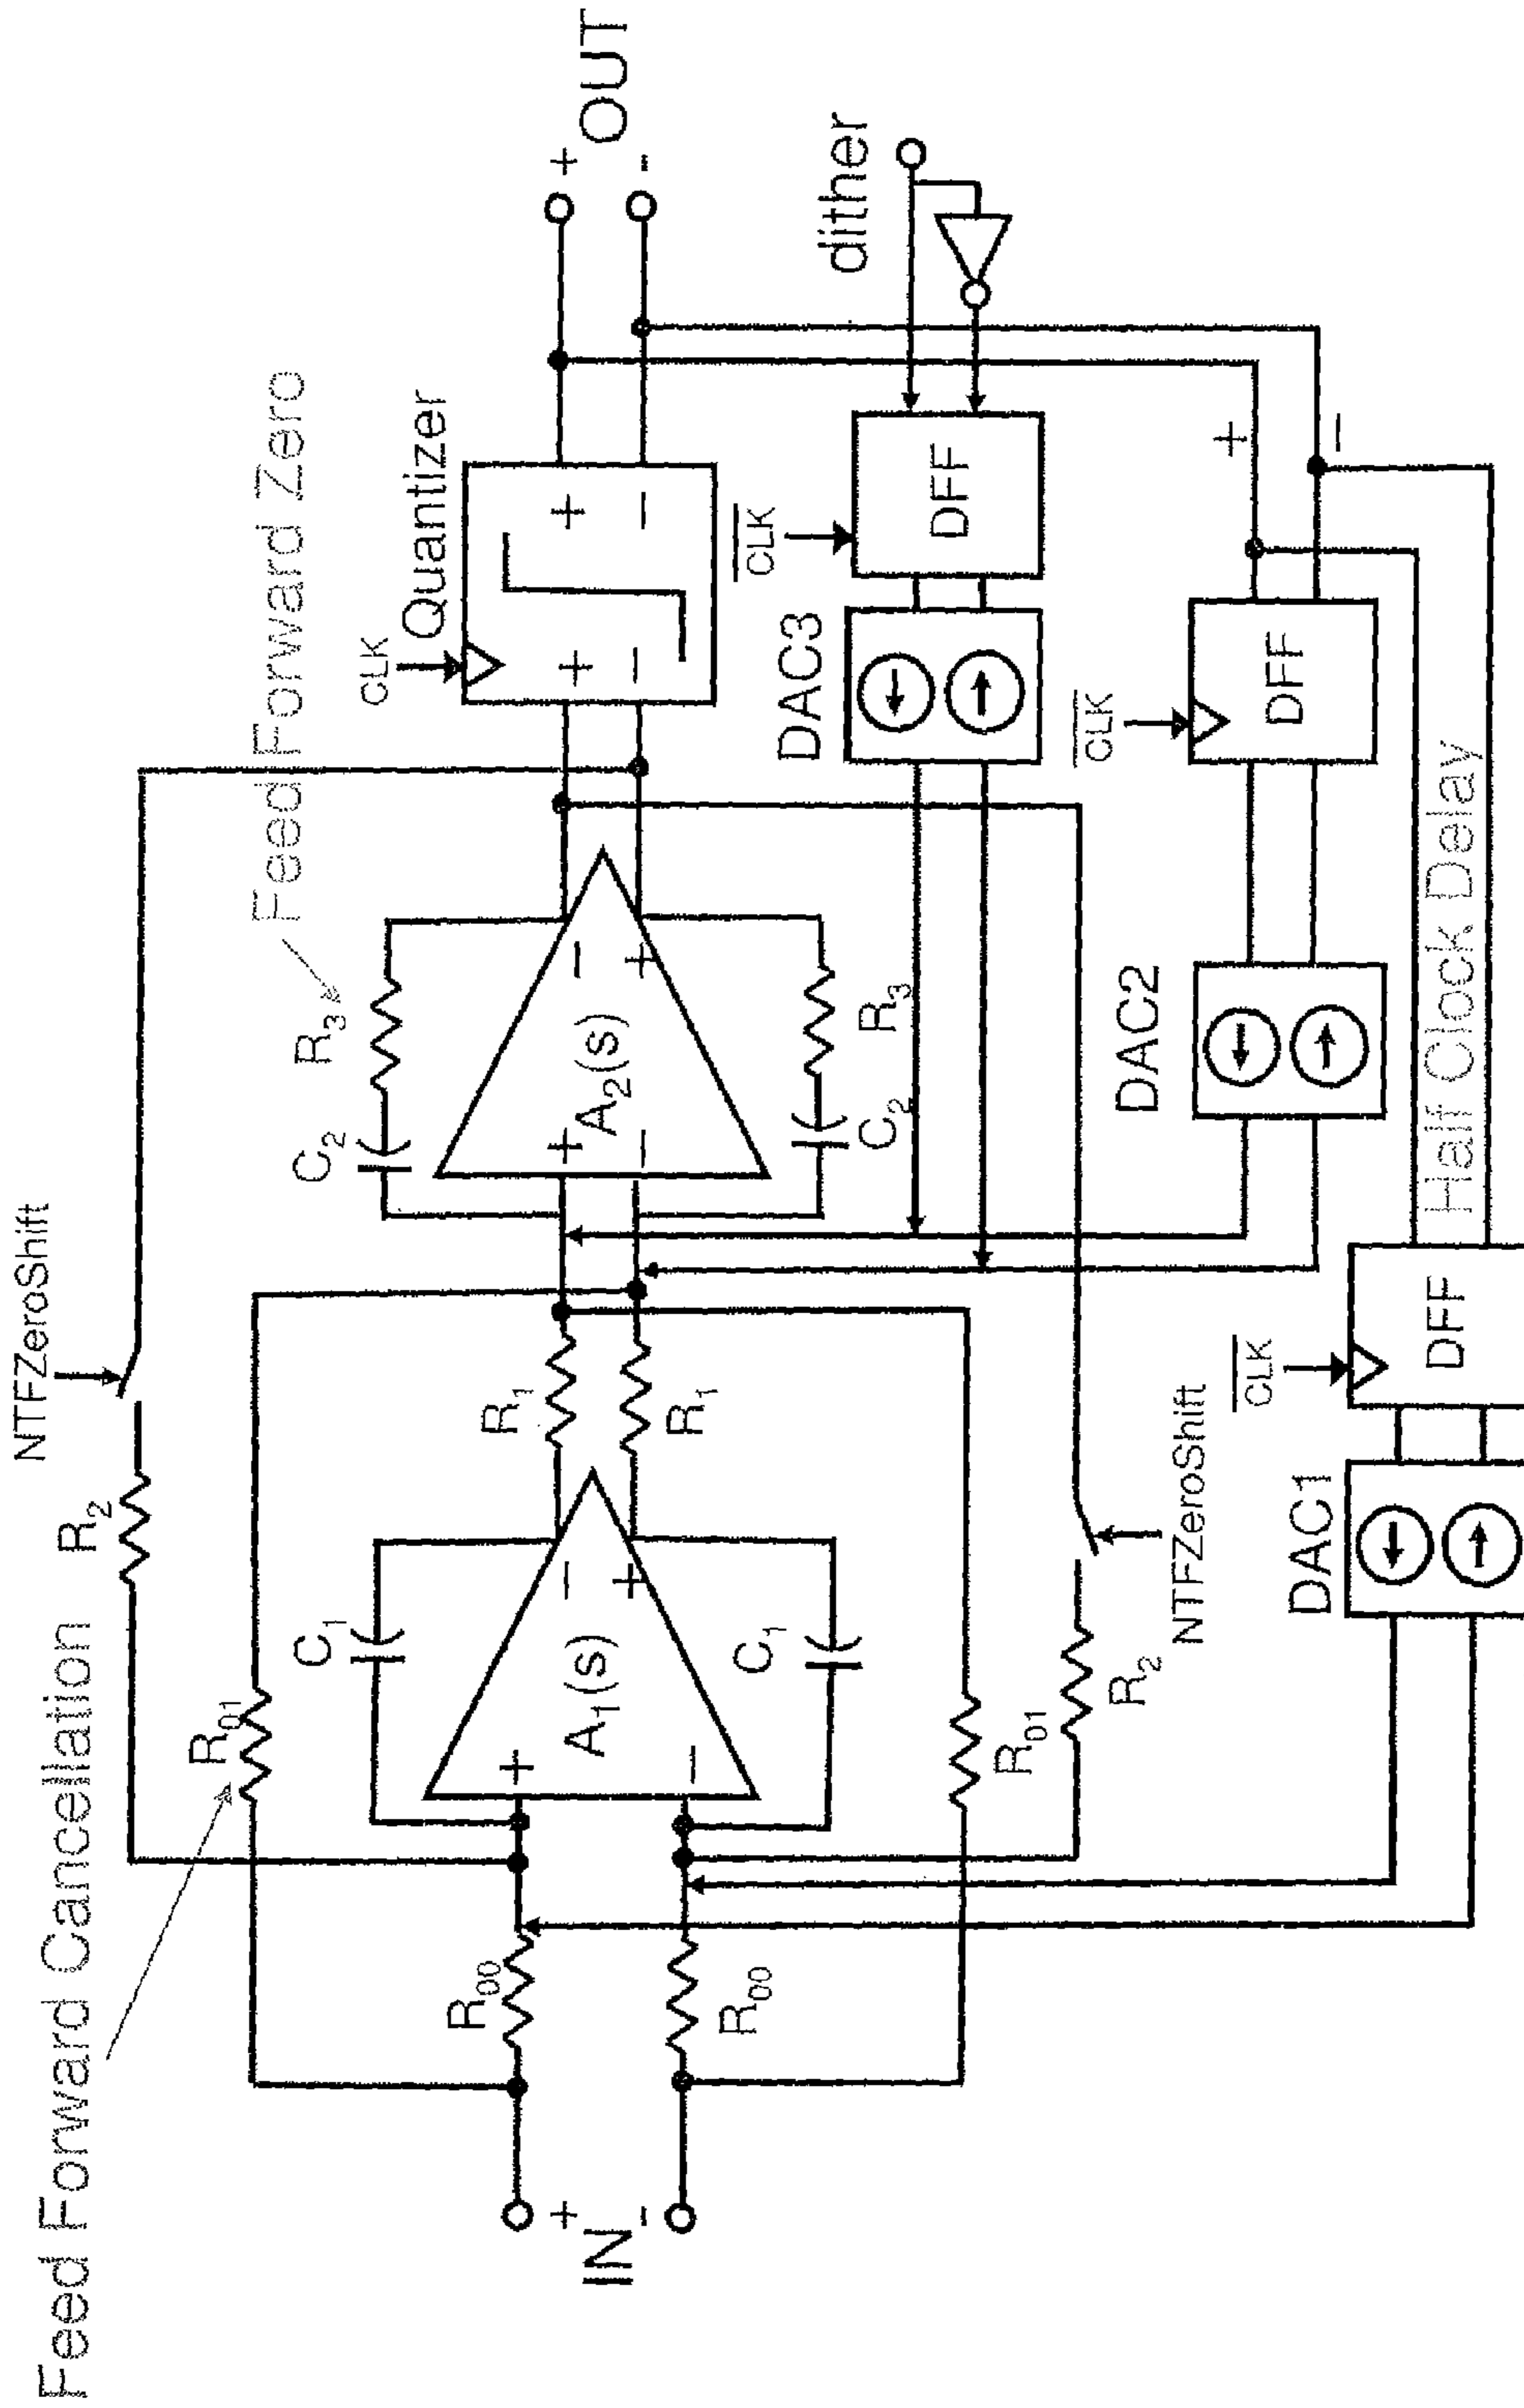 Feed Forward Cancellation
NTFZeroShift
R2
R01
Feed Forward Zero
C1
C2
R3
CLK
Quantizer
IN
+
-
R00
R00
+
-
A1(s)
-
+
R1
R1
+
-
A2(s)
-
+
+
-
+
-
+
-
OUT
C1
C2
R3
R01
R2
NTFZeroShift
DAC3
CLK
DFF
dither
DAC2
CLK
DFF
+
-
DAC1
CLK
DFF
Half Clock Delay